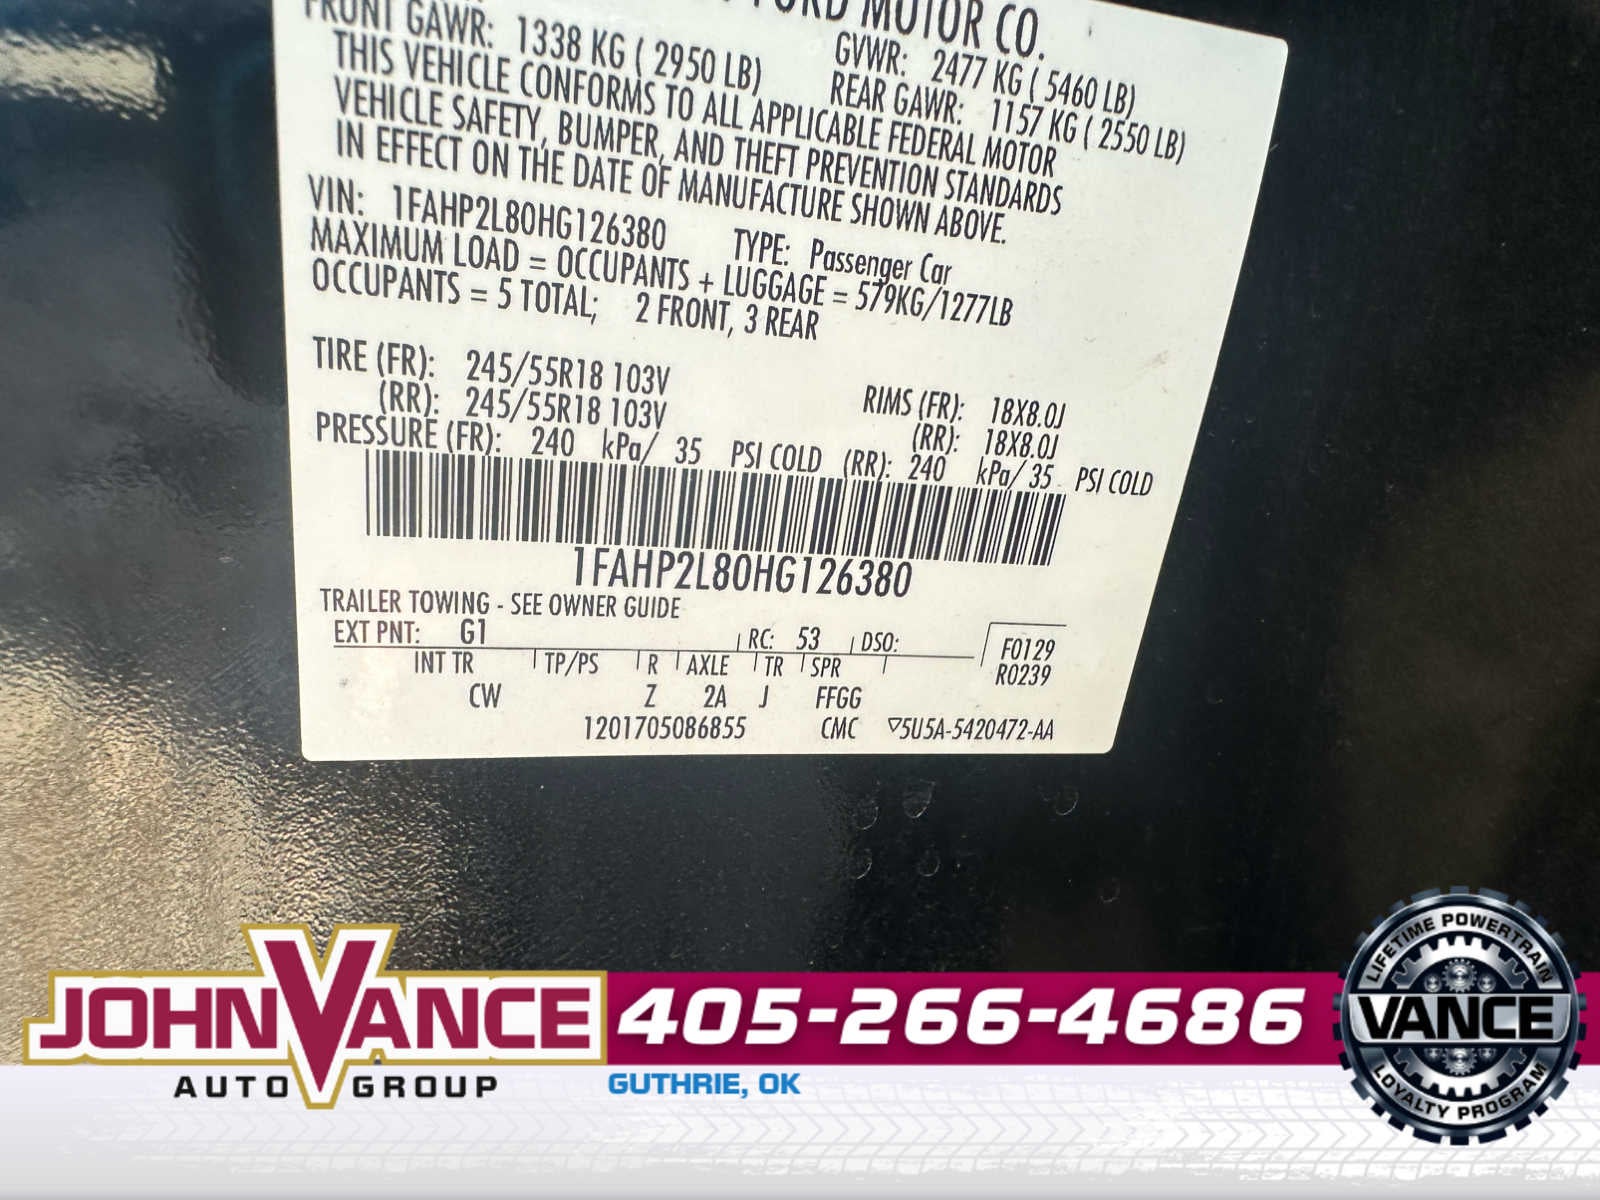 FORD MOTOR CO.
FRONT GAWR: 1338 KG ( 2950 LB)
GVWR: 2477 KG ( 5460 LB)
REAR GAWR: 1157 KG ( 2550 LB)
THIS VEHICLE CONFORMS TO ALL APPLICABLE FEDERAL MOTOR
VEHICLE SAFETY, BUMPER, AND THEFT PREVENTION STANDARDS
IN EFFECT ON THE DATE OF MANUFACTURE SHOWN ABOVE.
VIN: 1FAHP2L80HG126380 TYPE: Passenger Car
MAXIMUM LOAD = OCCUPANTS + LUGGAGE = 579KG/1277LB
OCCUPANTS = 5 TOTAL; 2 FRONT, 3 REAR
TIRE (FR): 245/55R18 103V RIMS (FR): 18X8.0J
(RR): 245/55R18 103V (RR): 18X8.0J
PRESSURE (FR): 240 kPa/ 35 PSI COLD (RR): 240 kPa/ 35 PSI COLD
1FAHP2L80HG126380
TRAILER TOWING - SEE OWNER GUIDE
EXT PNT: G1 RC: 53 DSO: F0129
INT TR TP/PS R AXLE TR SPR R0239
CW Z 2A J FFGG
1201705086855 CMC ▽5U5A-5420472-AA
JOHN VANCE
AUTO GROUP
405-266-4686
GUTHRIE, OK
LIFETIME POWERTRAIN
VANCE
LOYALTY PROGRAM